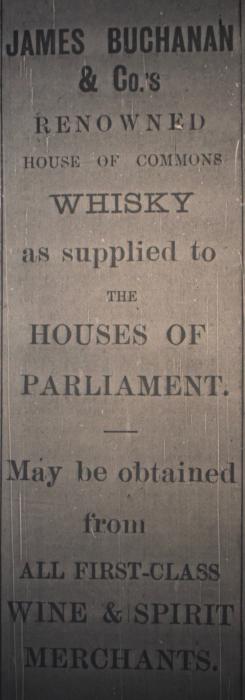 JAMES BUCHANAN
& Co.'s
RENOWNED
HOUSE OF COMMONS
WHISKY
as supplied to
THE
HOUSES OF
PARLIAMENT.
May be obtained
from
ALL FIRST-CLASS
WINE & SPIRIT
MERCHANTS.